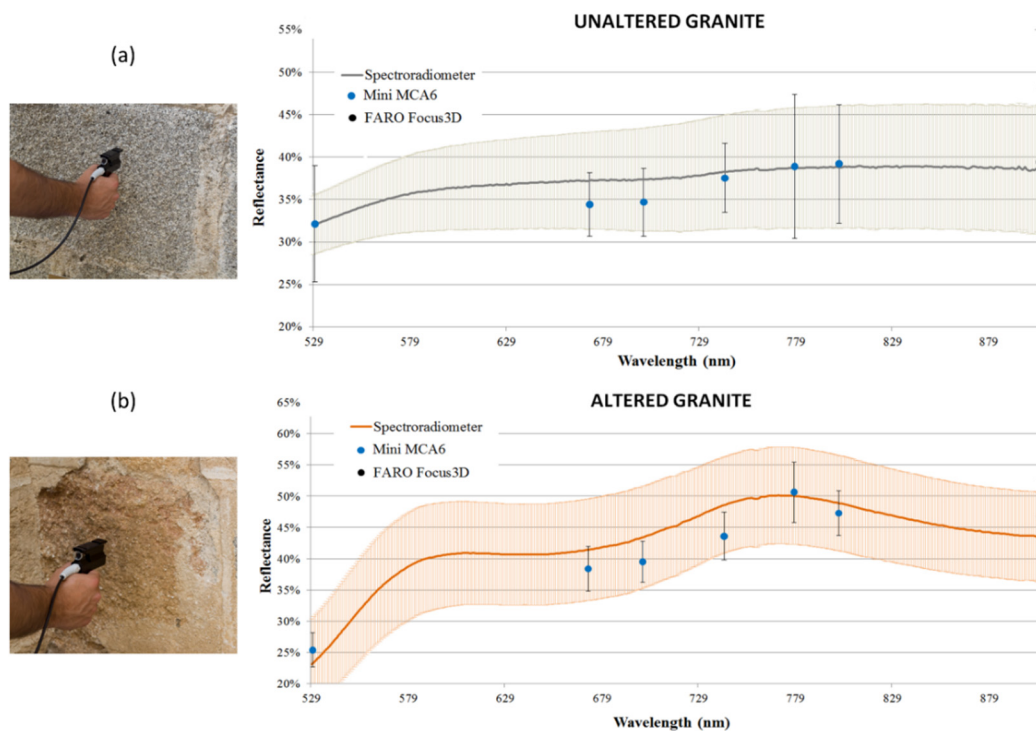 UNALTERED GRANITE
(a)
55%
50%
45%
40%
35%
30%
25%
20%
Reflectance
Spectroradiometer
Mini MCA6
FARO Focus3D
529 579 629 679 729 779 829 879
Wavelength (nm)
(b)
ALTERED GRANITE
65%
60%
55%
50%
45%
40%
35%
30%
25%
20%
Reflectance
Spectroradiometer
Mini MCA6
FARO Focus3D
529 579 629 679 729 779 829 879
Wavelength (nm)